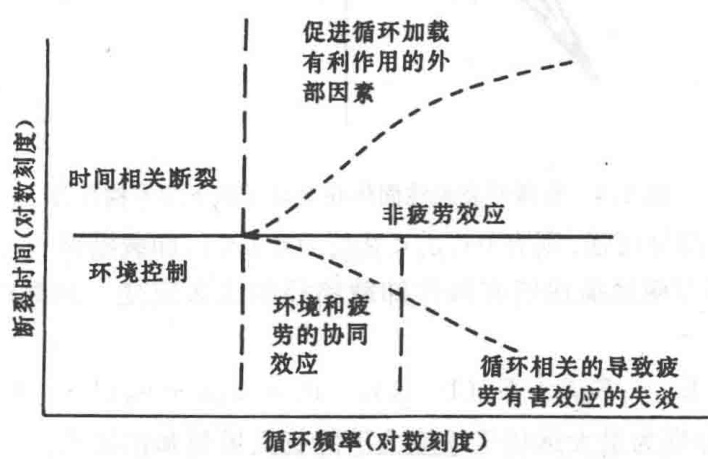 促进循环加载
有利作用的外
部因素
时间相关断裂
非疲劳效应
环境控制
环境和疲
劳的协同
效应
循环相关的导致疲
劳有害效应的失效
断裂时间(对数刻度)
循环频率(对数刻度)